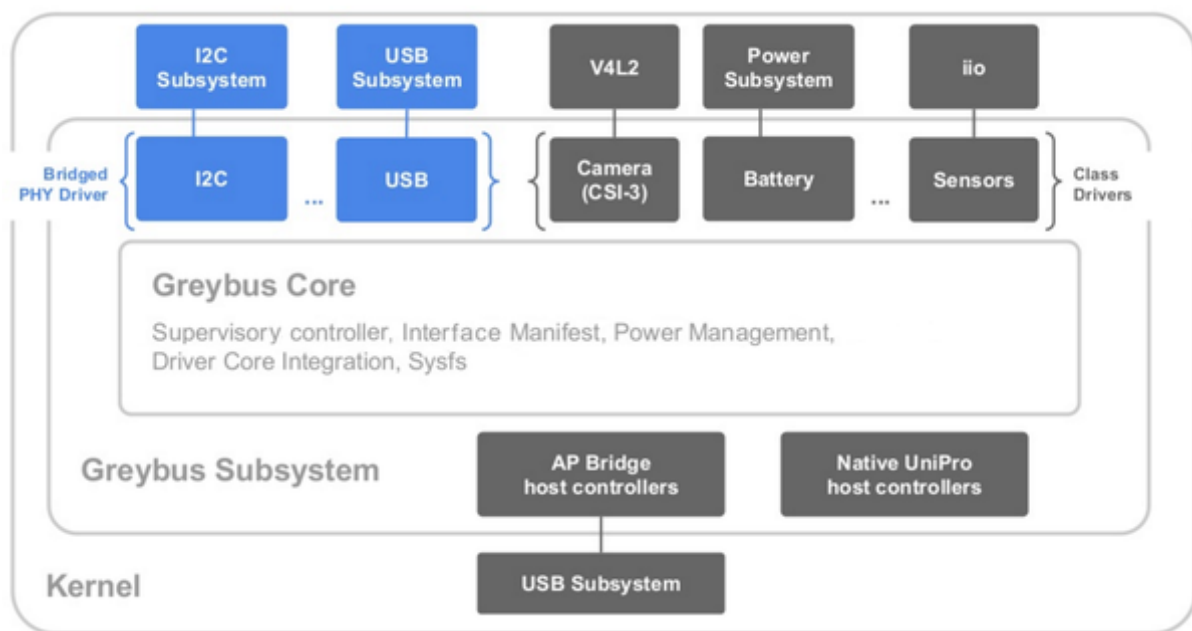 I2C
Subsystem
USB
Subsystem
V4L2
Power
Subsystem
iio
Bridged
PHY Driver
I2C
...
USB
Camera
(CSI-3)
Battery
...
Sensors
Class
Drivers
Greybus Core
Supervisory controller, Interface Manifest, Power Management,
Driver Core Integration, Sysfs
Greybus Subsystem
AP Bridge
host controllers
Native UniPro
host controllers
Kernel
USB Subsystem